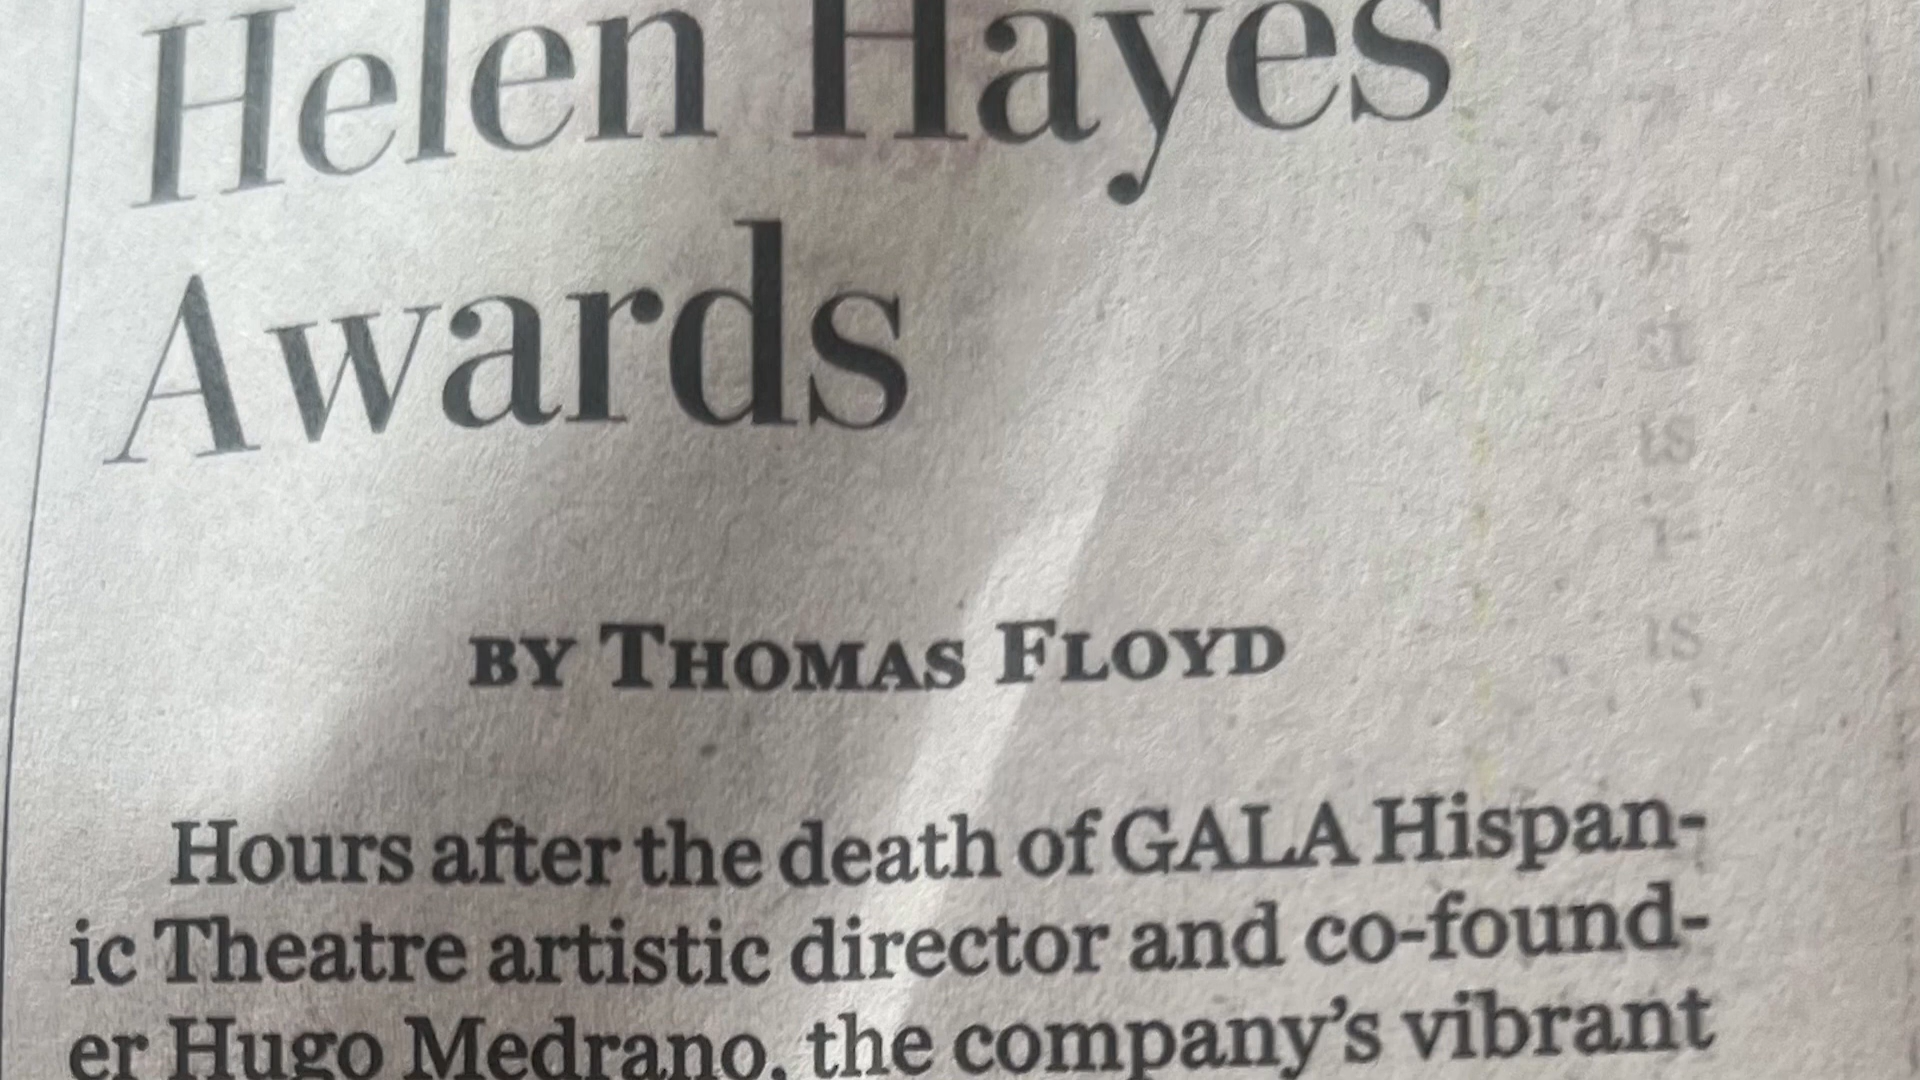 Helen Hayes
Awards
BY THOMAS FLOYD
Hours after the death of GALA Hispan-
ic Theatre artistic director and co-found-
er Hugo Medrano, the company’s vibrant